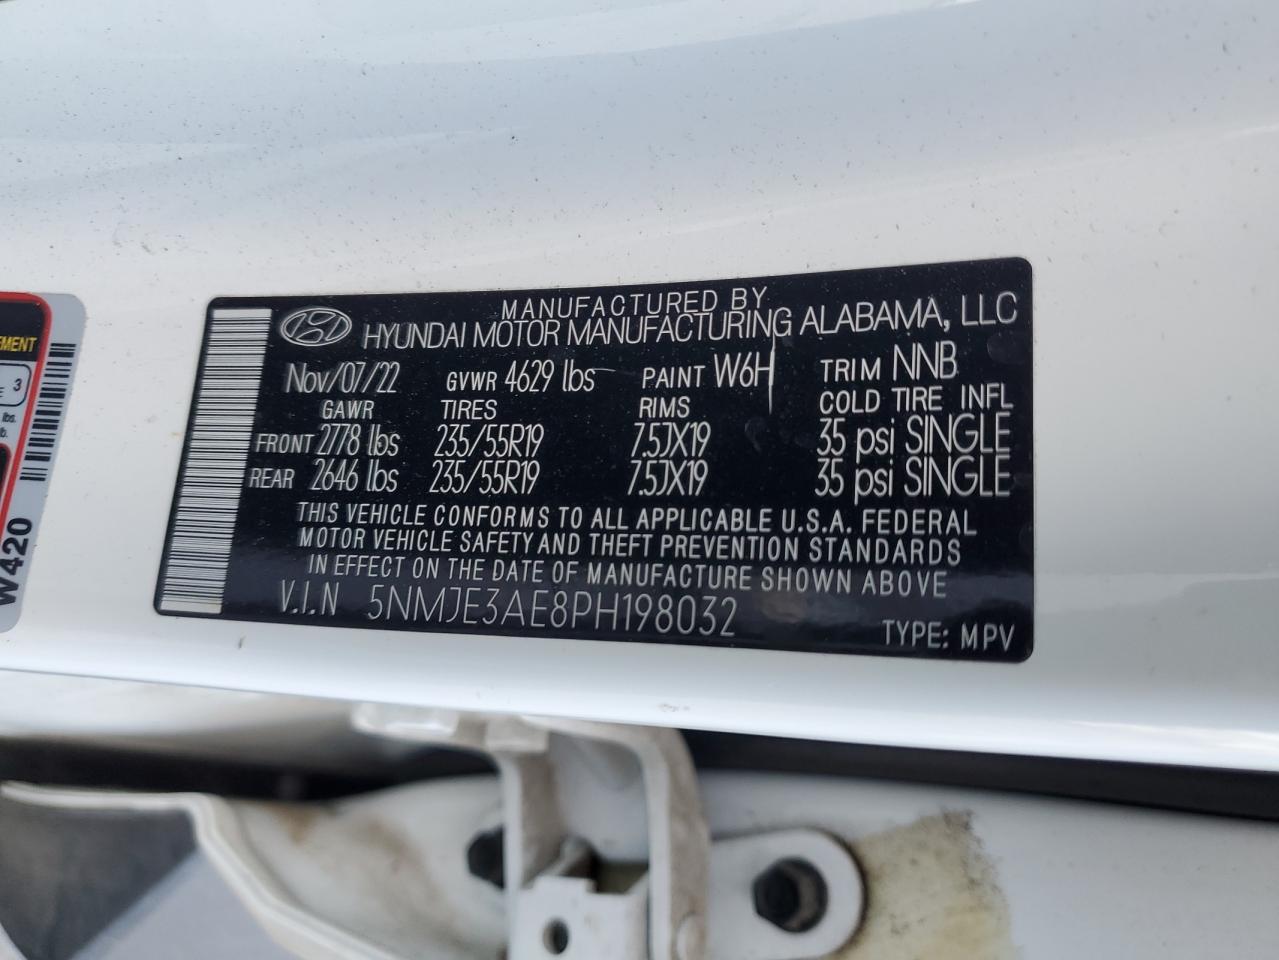 MANUFACTURED BY
HYUNDAI MOTOR MANUFACTURING ALABAMA, LLC
Nov/07/22 GVWR 4629 lbs PAINT W6H TRIM NNB
GAWR TIRES RIMS COLD TIRE INFL
FRONT 2778 lbs 235/55R19 7.5JX19 35 psi SINGLE
REAR 2646 lbs 235/55R19 7.5JX19 35 psi SINGLE
THIS VEHICLE CONFORMS TO ALL APPLICABLE U.S.A. FEDERAL
MOTOR VEHICLE SAFETY AND THEFT PREVENTION STANDARDS
IN EFFECT ON THE DATE OF MANUFACTURE SHOWN ABOVE
V.I.N 5NMJE3AE8PH198032
TYPE: MPV
3
lbs.
W420